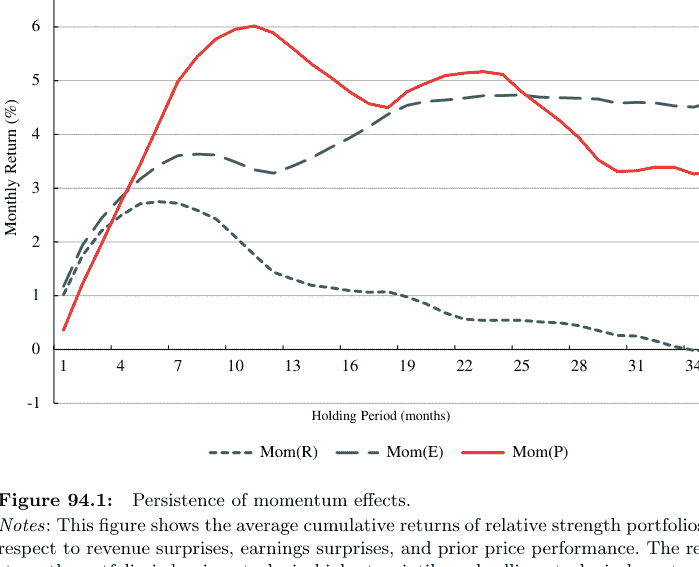 6
5
4
3
2
1
0
-1
Monthly Return (%)
1 4 7 10 13 16 19 22 25 28 31 34
Holding Period (months)
Mom(R) Mom(E) Mom(P)
Figure 94.1: Persistence of momentum effects.
Notes: This figure shows the average cumulative returns of relative strength portfolios
respect to revenue surprises, earnings surprises, and prior price performance. The re